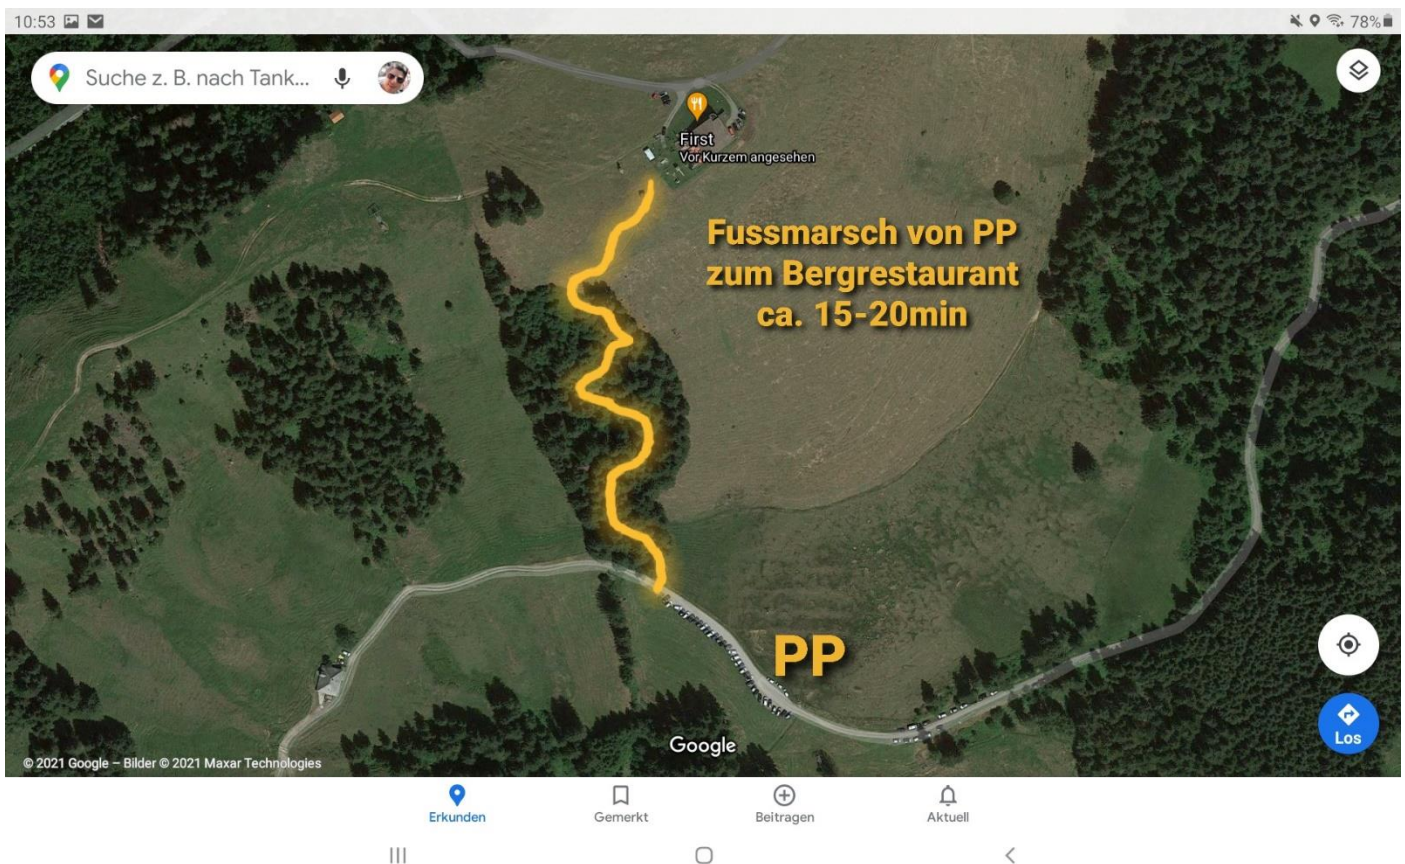 10:53
78%
Suche z. B. nach Tank...
First
Vor Kurzem angesehen
Fussmarsch von PP
zum Bergrestaurant
ca. 15-20min
PP
Los
Google
© 2021 Google – Bilder © 2021 Maxar Technologies
Erkunden
Gemerkt
Beitragen
Aktuell